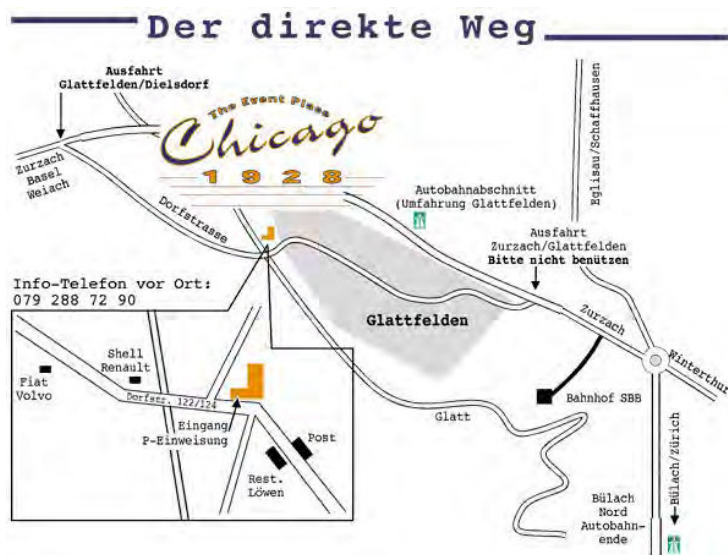 Der direkte Weg
Ausfahrt
Glattfelden/Dielsdorf
The Event Place
Chicago
1928
Zurzach
Basel
Weiach
Dorfstrasse
Autobahnabschnitt
(Umfahrung Glattfelden)
Eglisau/Schaffhausen
Ausfahrt
Zurzach/Glattfelden
Bitte nicht benützen
Info-Telefon vor Ort:
079 288 72 90
Glattfelden
Zurzach
Winterthur
Shell
Renault
Fiat
Volvo
Dorfstr. 122/124
Eingang
P-Einweisung
Post
Rest.
Löwen
Glatt
Bahnhof SBB
Bülach/Zürich
Bülach
Nord
Autobahn-
ende